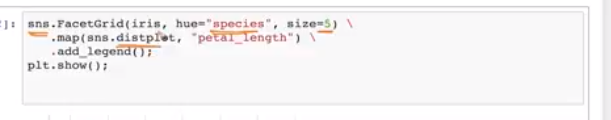 ]: sns.FacetGrid(iris, hue="species", size=5) \
.map(sns.distplot, "petal_length") \
.add_legend();
plt.show();